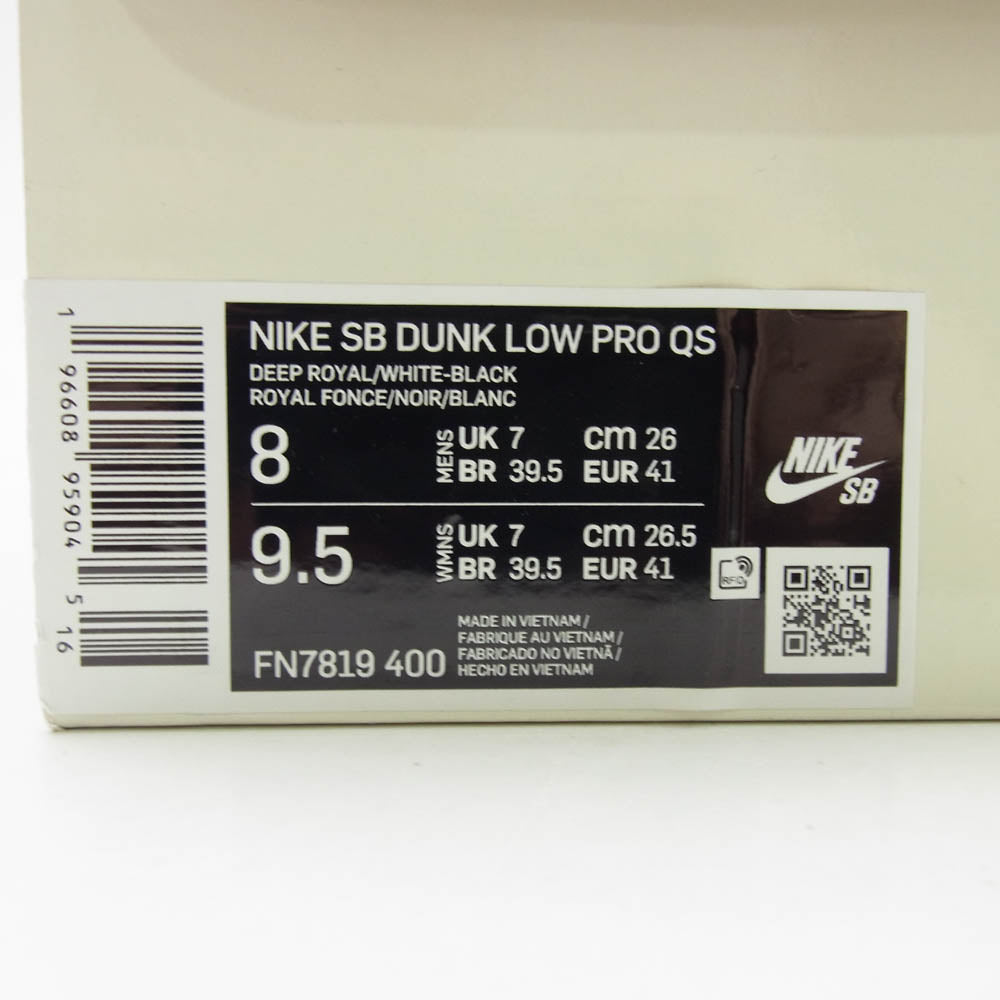 NIKE SB DUNK LOW PRO QS
DEEP ROYAL/WHITE-BLACK
ROYAL FONCE/NOIR/BLANC
8 MENS UK 7 cm 26
BR 39.5 EUR 41
9.5 WMNS UK 7 cm 26.5
BR 39.5 EUR 41
MADE IN VIETNAM /
FABRIQUE AU VIETNAM /
FABRICADO NO VIETNÃ /
HECHO EN VIETNAM
FN7819 400
NIKE
SB
RFID
1 96608 95904 5 16